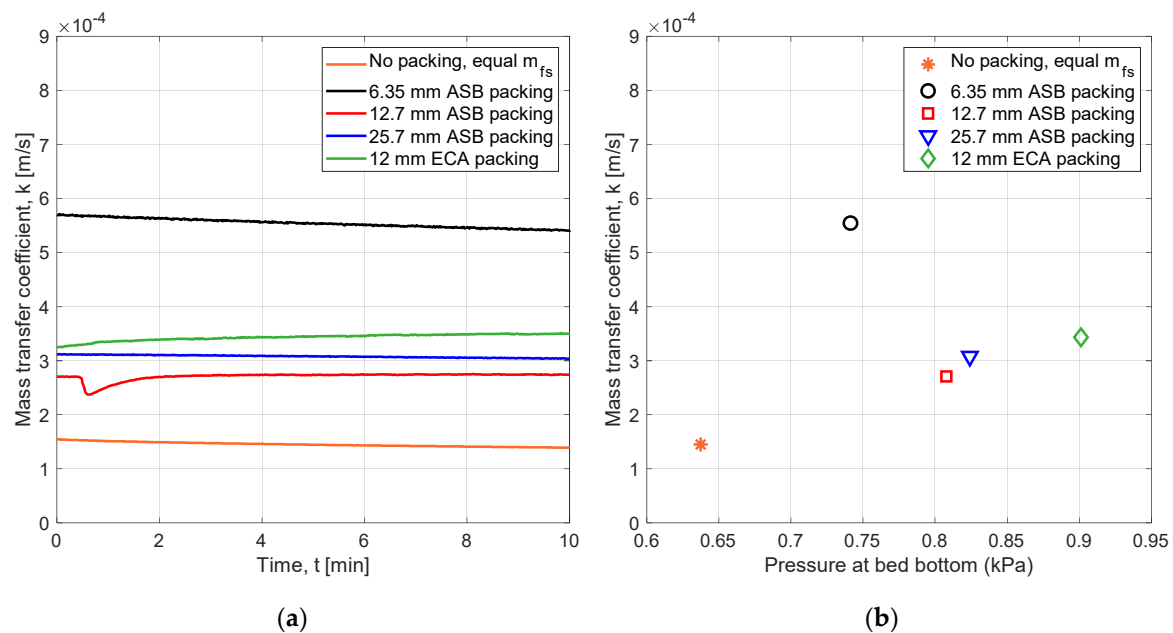 ×10⁻⁴
9
8
7
6
5
4
3
2
1
0
Mass transfer coefficient, k [m/s]
No packing, equal m_fs
6.35 mm ASB packing
12.7 mm ASB packing
25.7 mm ASB packing
12 mm ECA packing
0 2 4 6 8 10
Time, t [min]
(a)
×10⁻⁴
9
8
7
6
5
4
3
2
1
0
Mass transfer coefficient, k [m/s]
No packing, equal m_fs
6.35 mm ASB packing
12.7 mm ASB packing
25.7 mm ASB packing
12 mm ECA packing
0.6 0.65 0.7 0.75 0.8 0.85 0.9 0.95
Pressure at bed bottom (kPa)
(b)